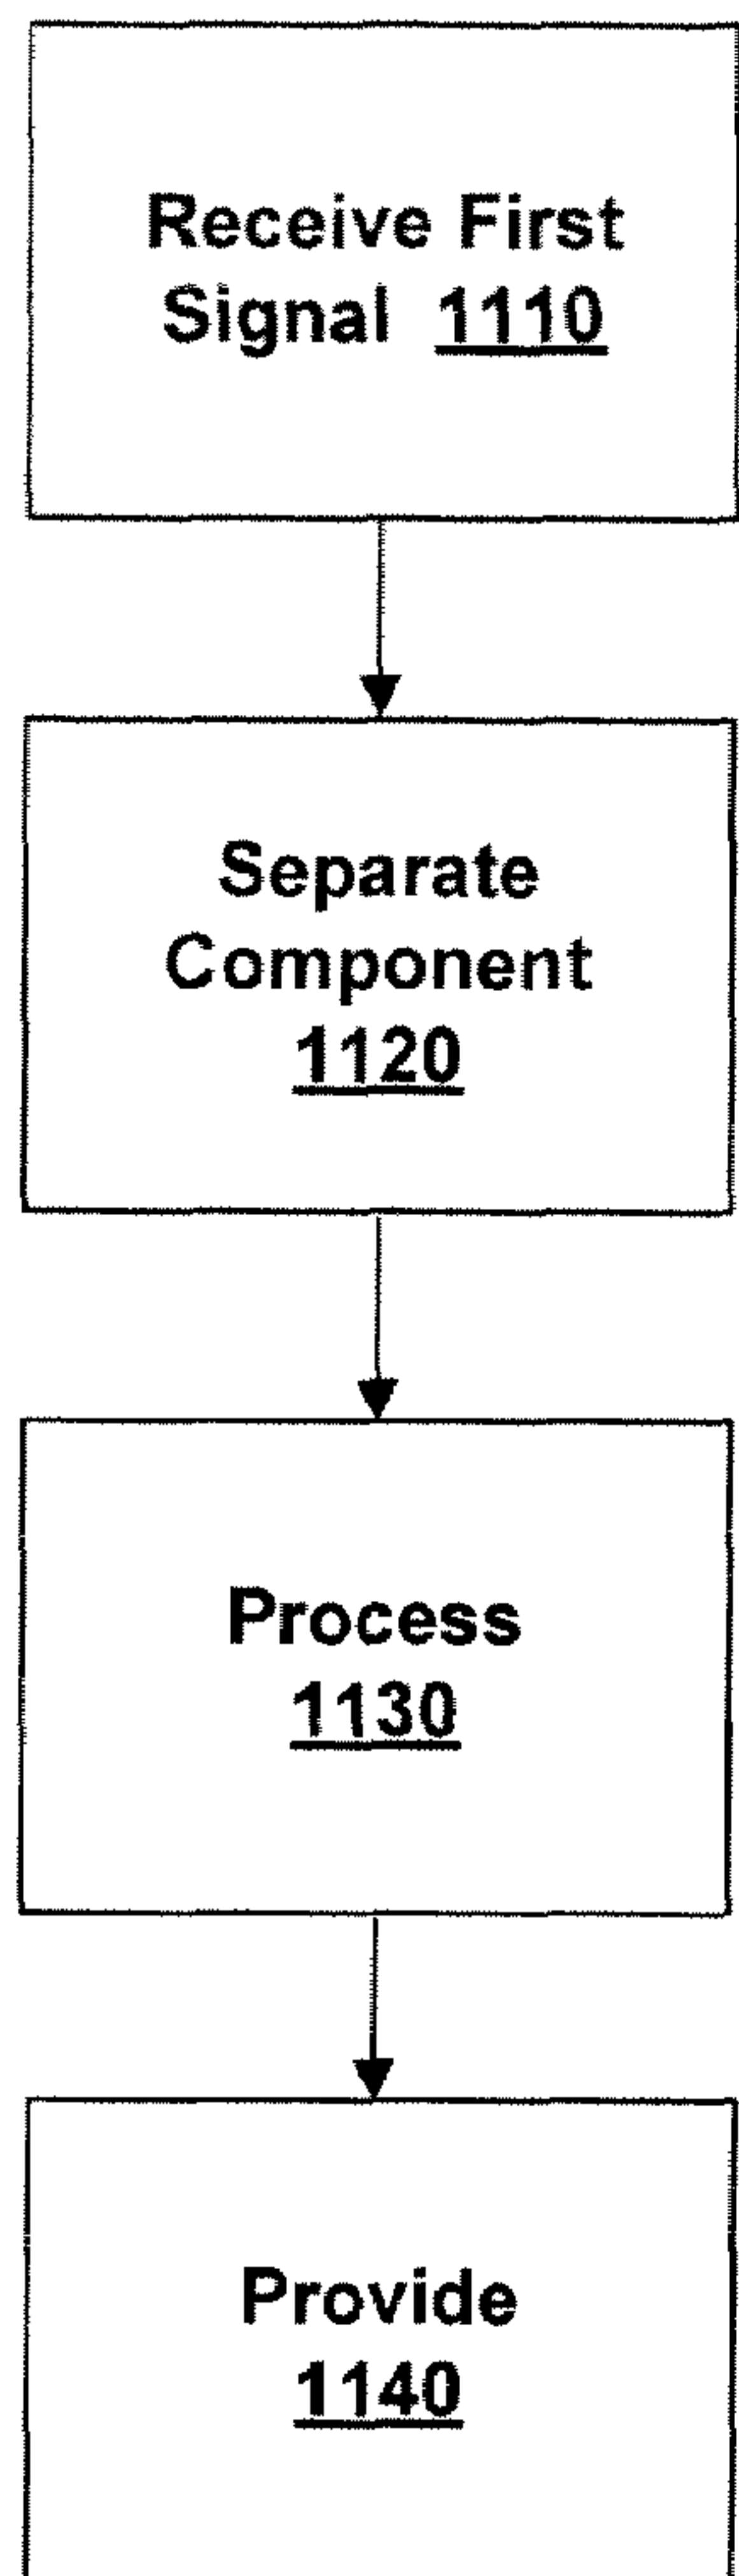 Receive First
Signal 1110
Separate
Component
1120
Process
1130
Provide
1140